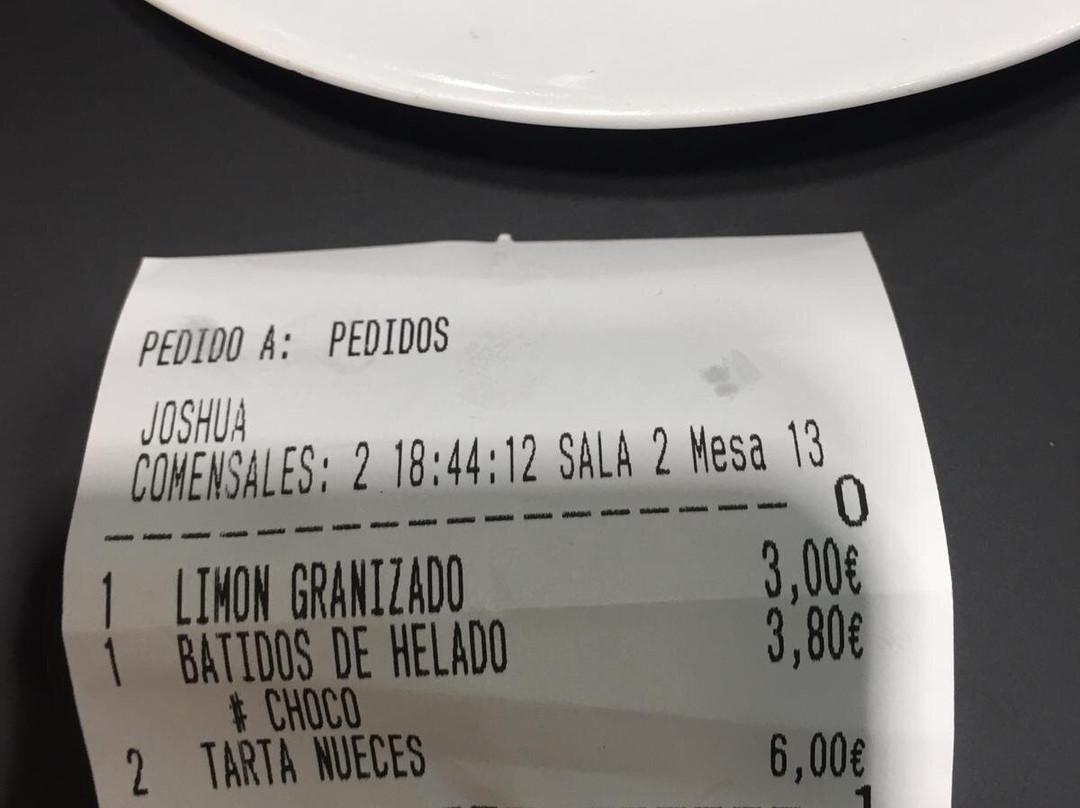 PEDIDO A: PEDIDOS
JOSHUA
COMENSALES: 2 18:44:12 SALA 2 Mesa 13
0
1 LIMON GRANIZADO 3,00€
1 BATIDOS DE HELADO 3,80€
# CHOCO
2 TARTA NUECES 6,00€